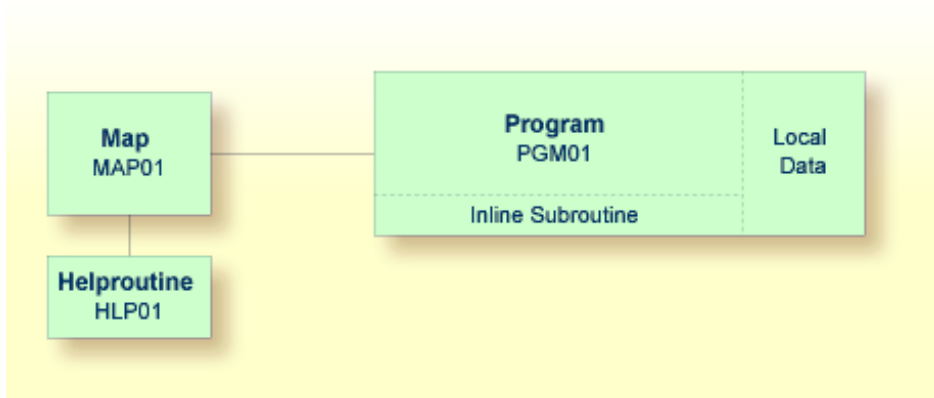 Map
MAP01
Program
PGM01
Local
Data
Inline Subroutine
Helproutine
HLP01